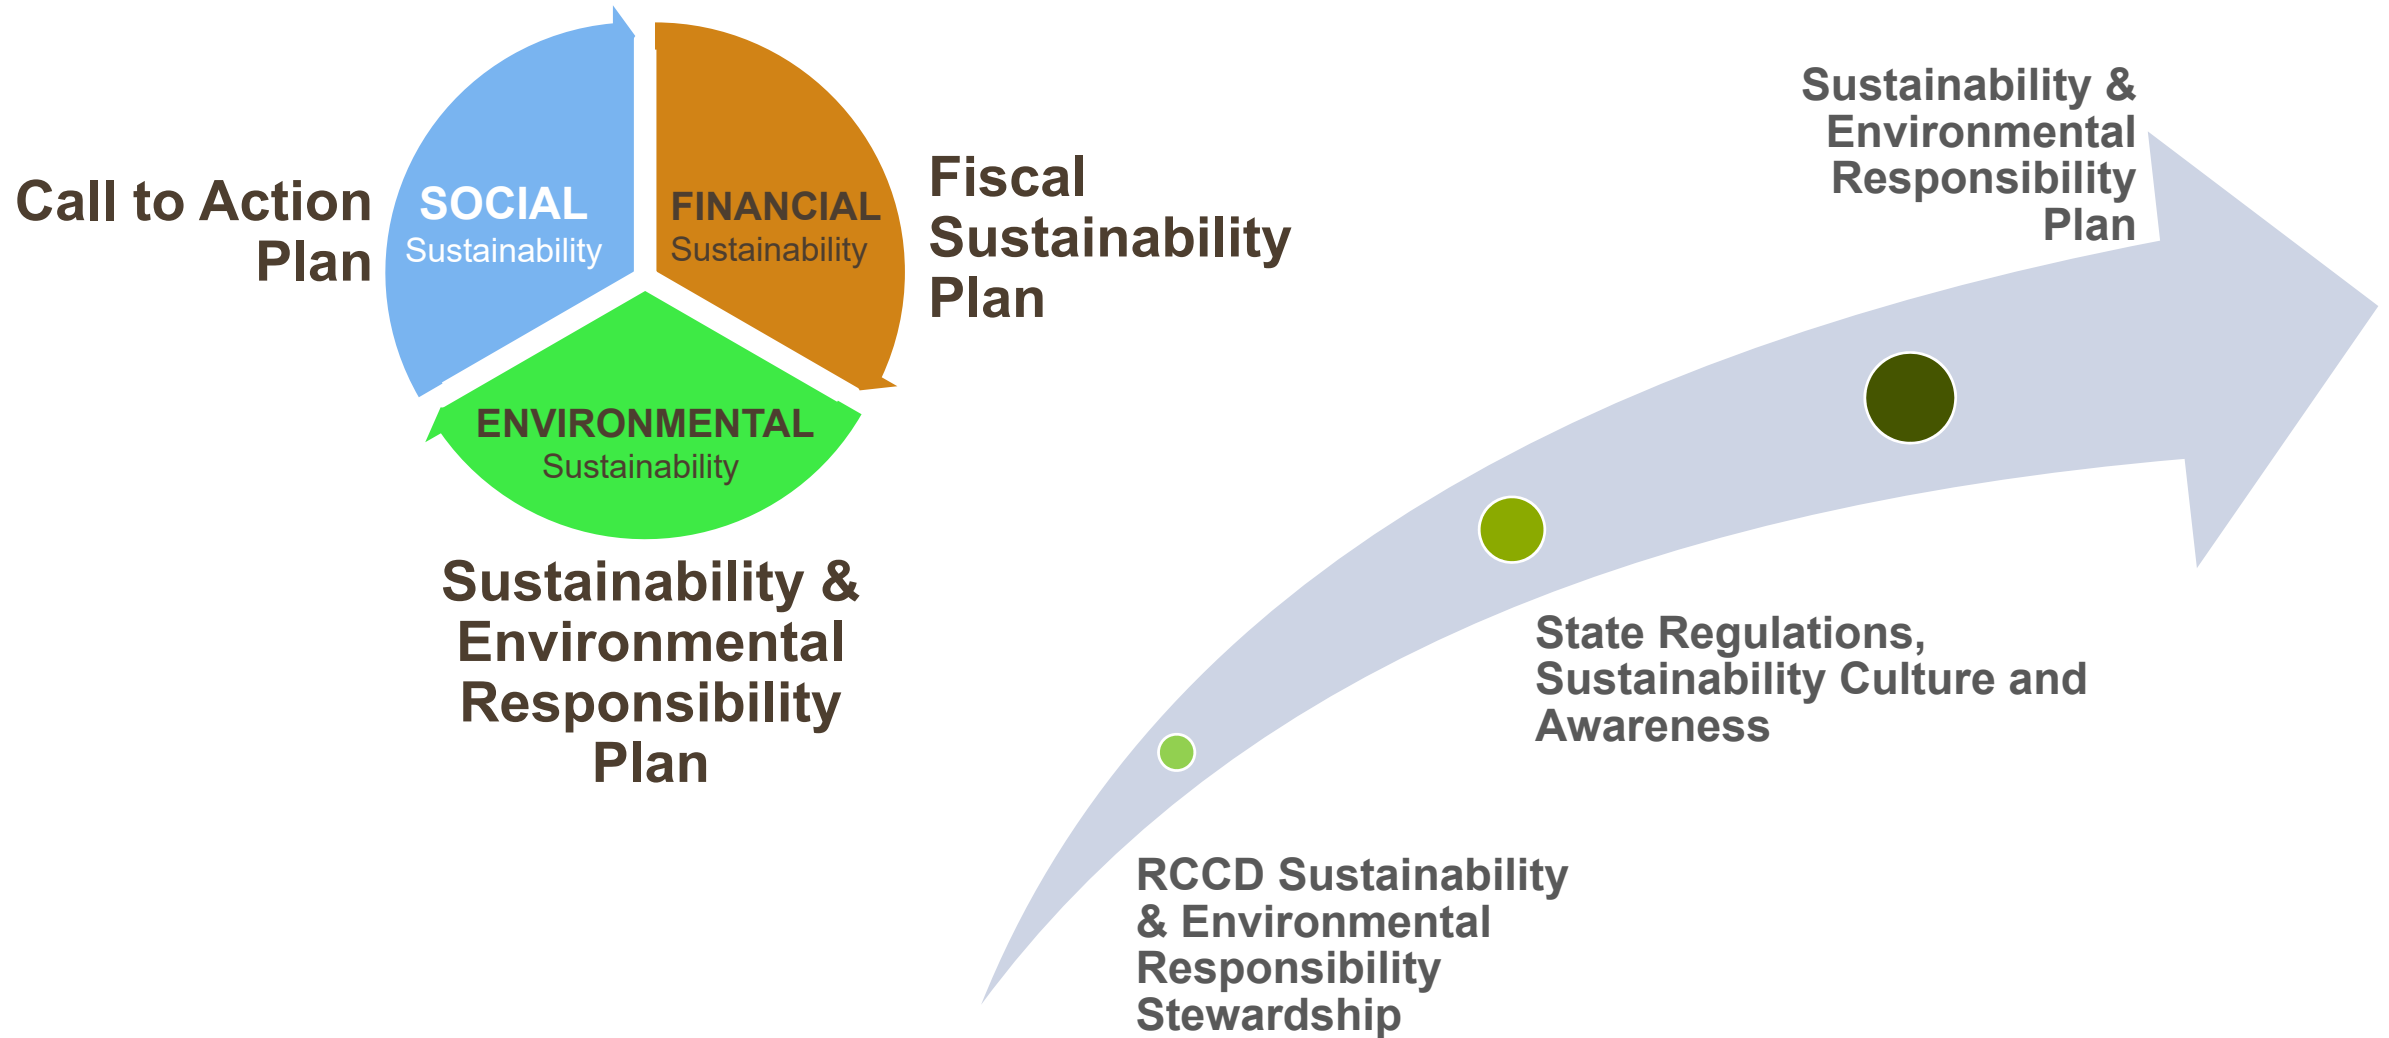 Call to Action
Plan
SOCIAL
Sustainability
FINANCIAL
Sustainability
Fiscal
Sustainability
Plan
ENVIRONMENTAL
Sustainability
Sustainability &
Environmental
Responsibility
Plan
Sustainability &
Environmental
Responsibility
Plan
State Regulations,
Sustainability Culture and
Awareness
RCCD Sustainability
& Environmental
Responsibility
Stewardship